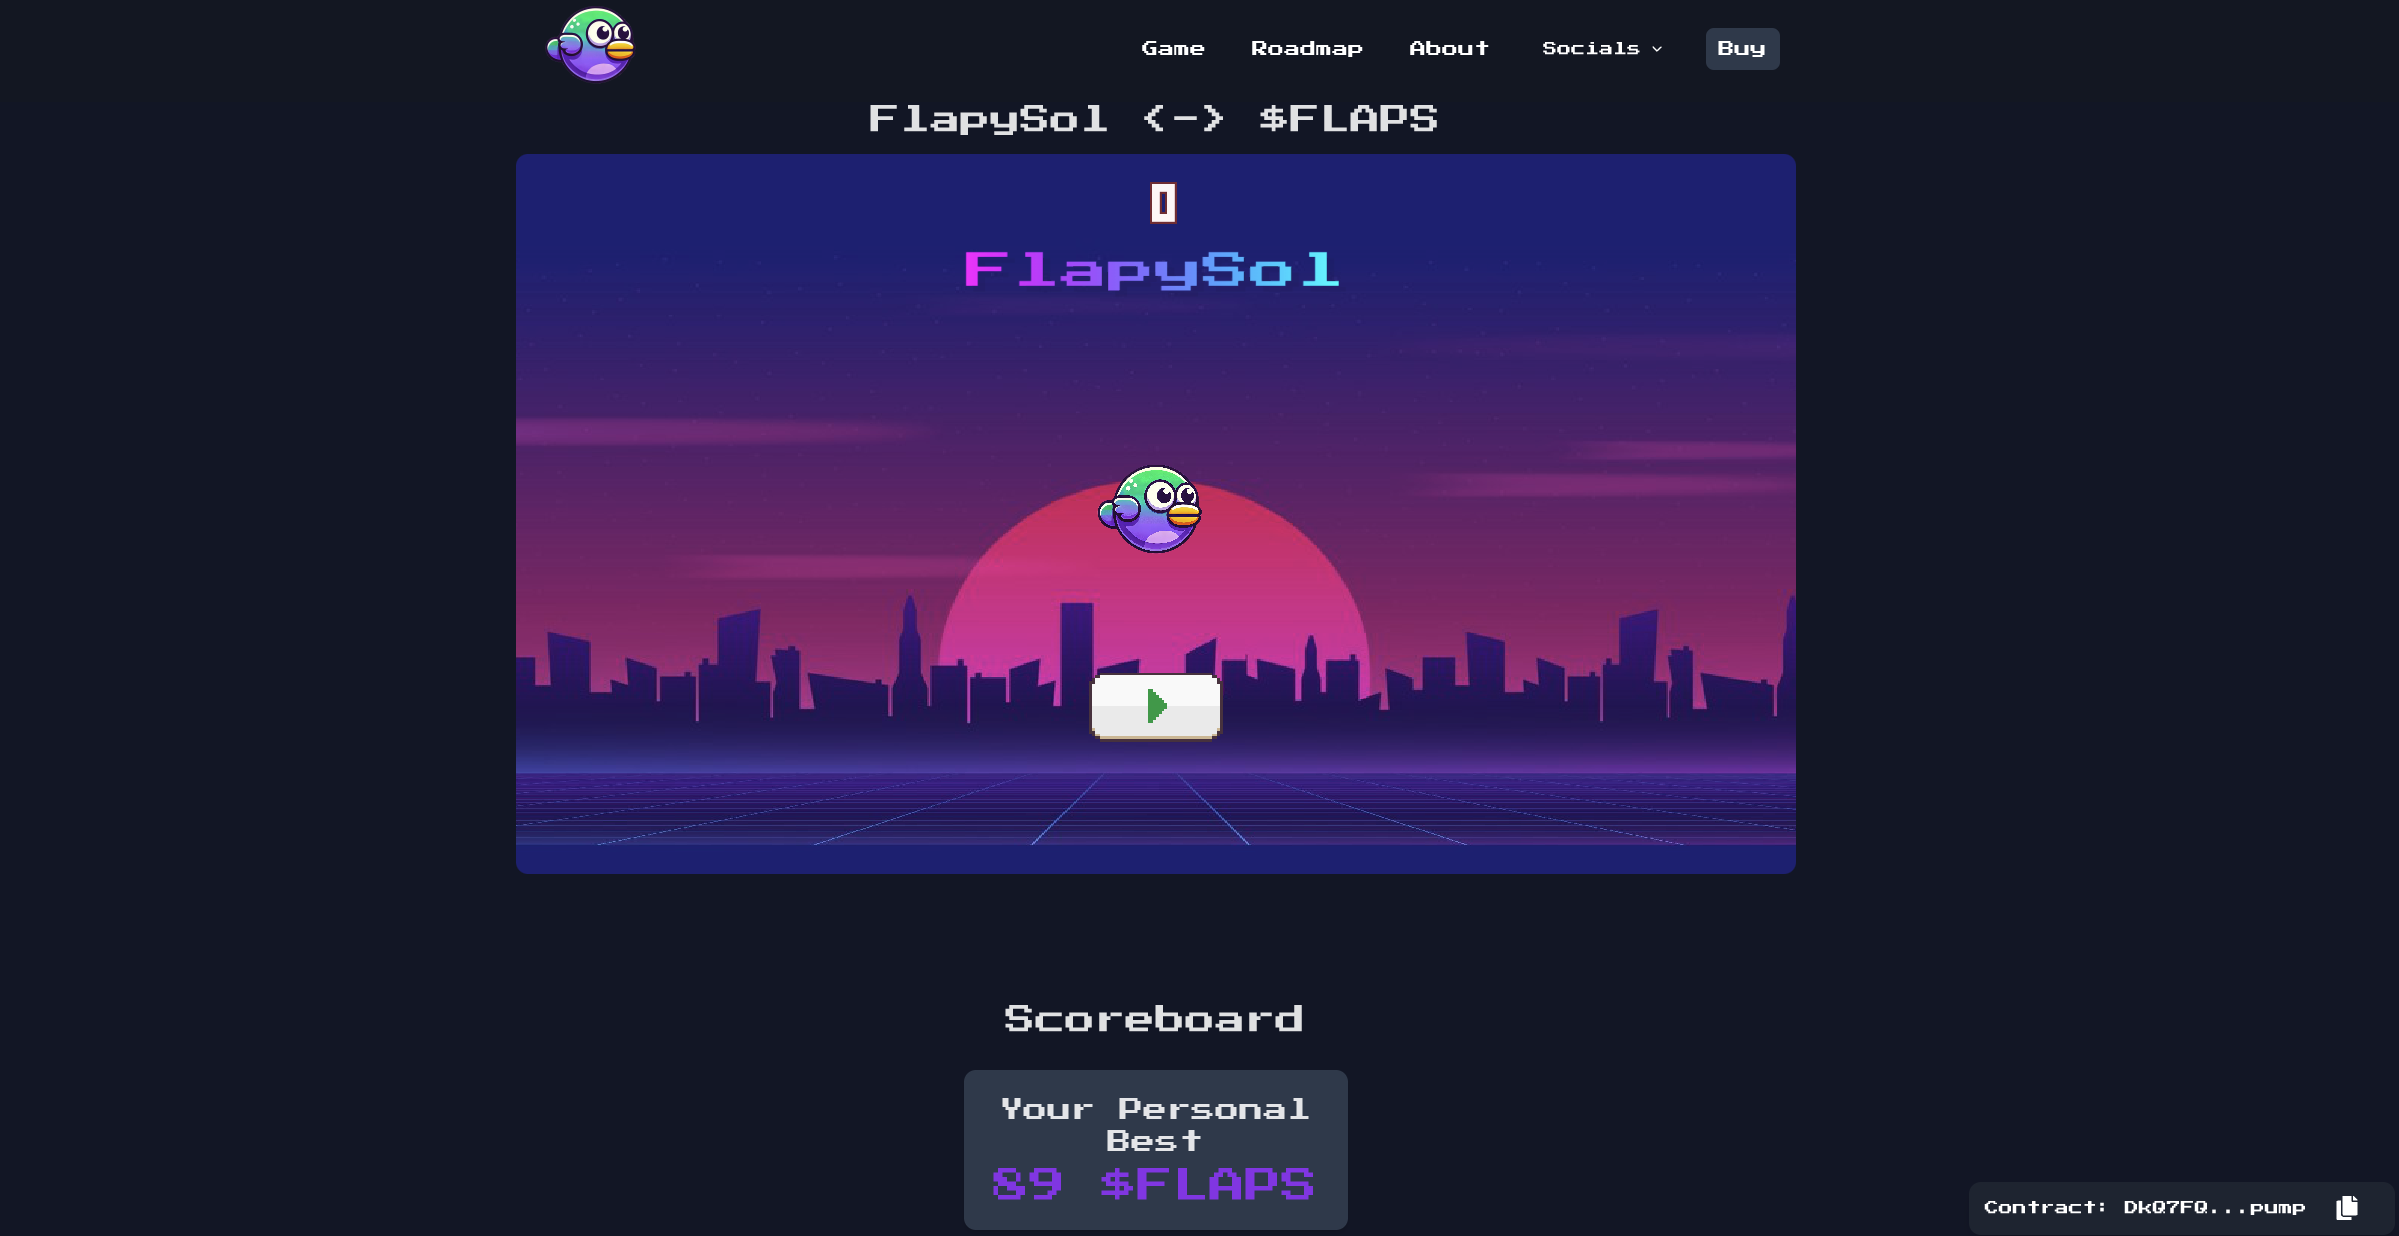 Game Roadmap About Socials Buy
FlapySol <-> $FLAPS
0
FlapySol
Scoreboard
Your Personal
Best
89 $FLAPS
Contract: DkQ7FQ...pump